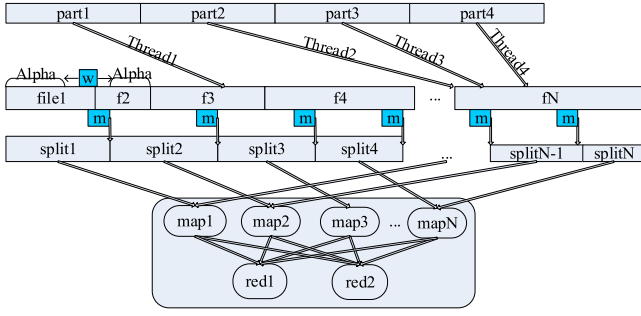 part1 part2 part3 part4
Thread1 Thread2 Thread3 Thread4
Alpha w Alpha
file1 f2 f3 f4 ... fN
m m m m m m
split1 split2 split3 split4 ... splitN-1 splitN
map1 map2 map3 ... mapN
red1 red2